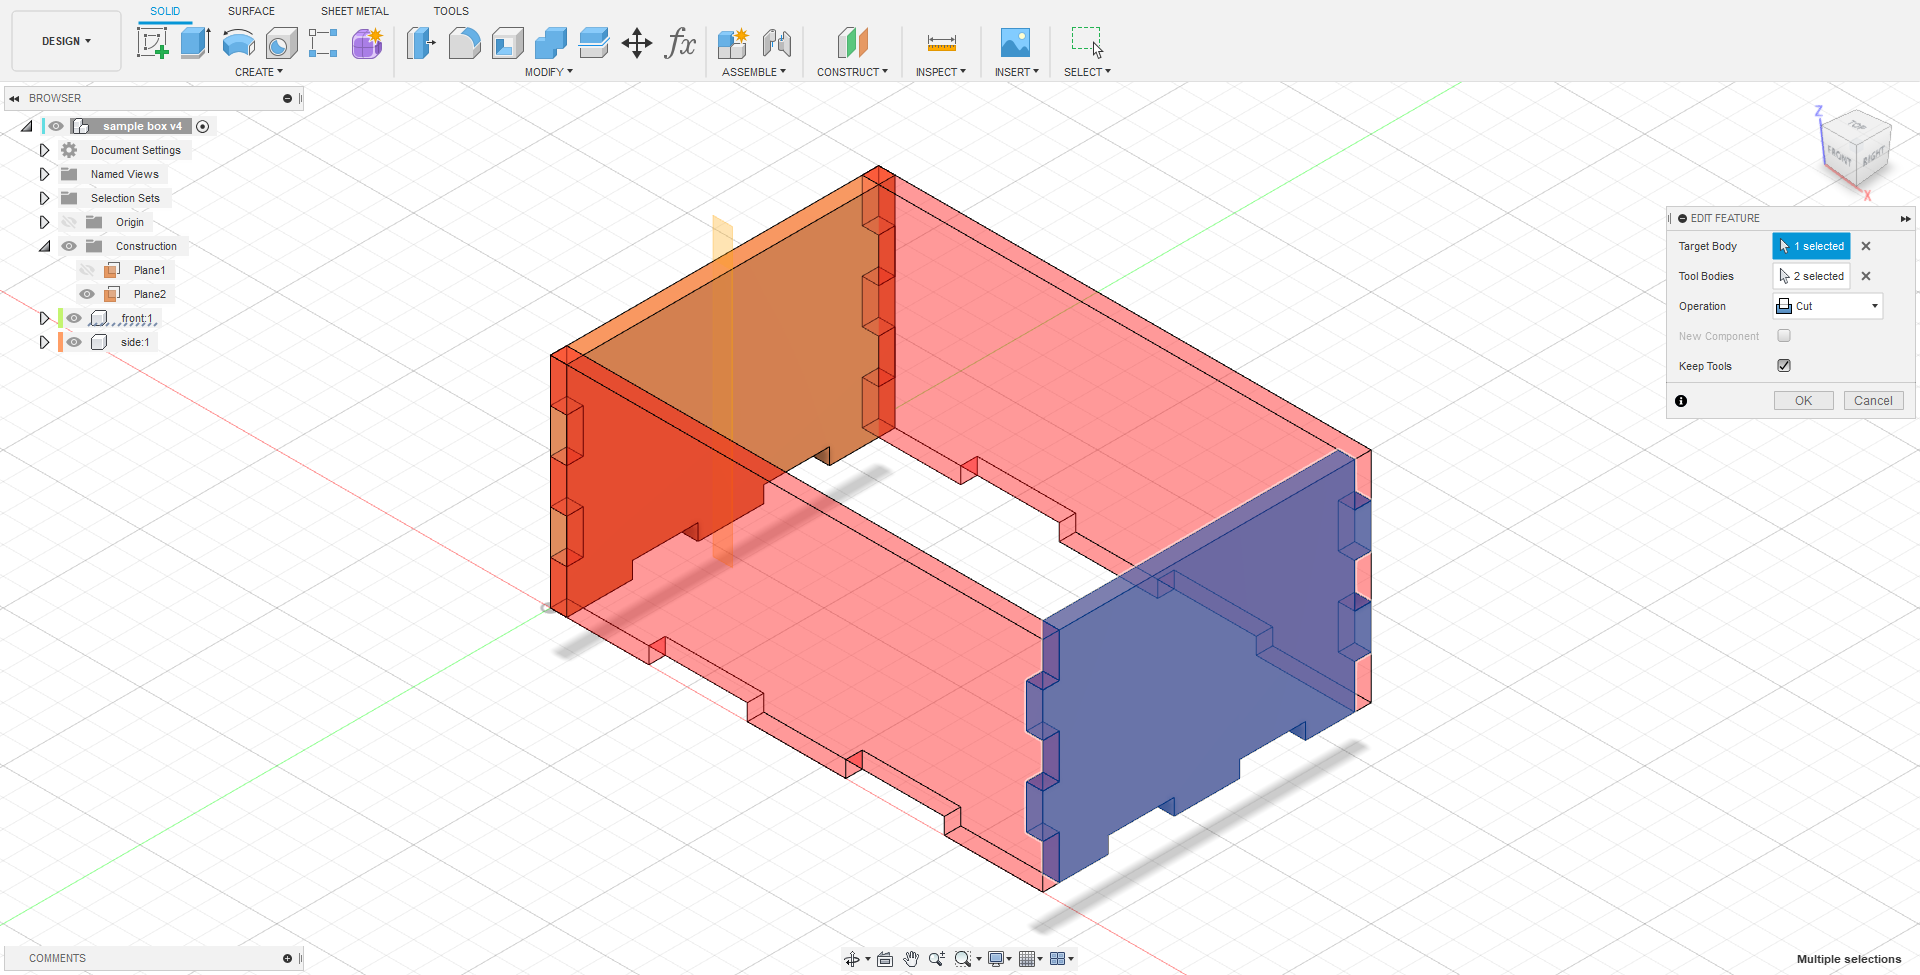 SOLID SURFACE SHEET METAL TOOLS
DESIGN
fx
CREATE MODIFY ASSEMBLE CONSTRUCT INSPECT INSERT SELECT
BROWSER
sample box v4
Document Settings
Named Views
Selection Sets
Origin
Construction
Plane1
Plane2
front:1
side:1
Z
TOP
FRONT
RIGHT
X
EDIT FEATURE
Target Body 1 selected
Tool Bodies 2 selected
Operation Cut
New Component
Keep Tools
OK Cancel
COMMENTS
Multiple selections